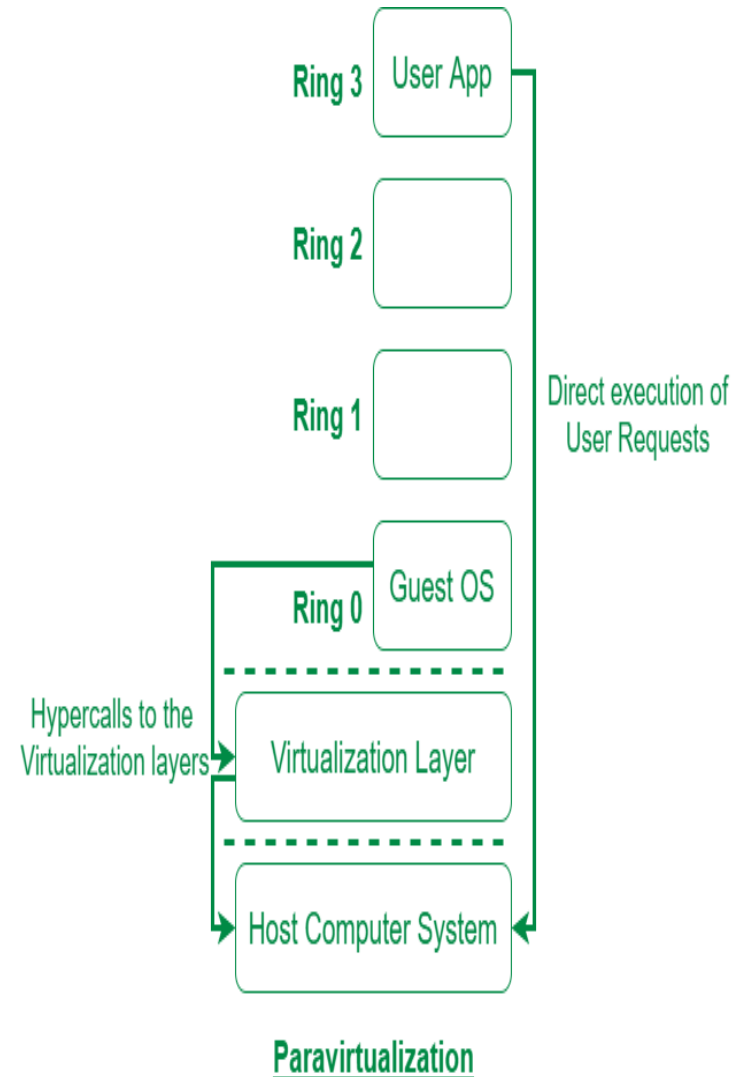 Ring 3
User App
Ring 2
Ring 1
Direct execution of
User Requests
Ring 0
Guest OS
Hypercalls to the
Virtualization layers
Virtualization Layer
Host Computer System
Paravirtualization